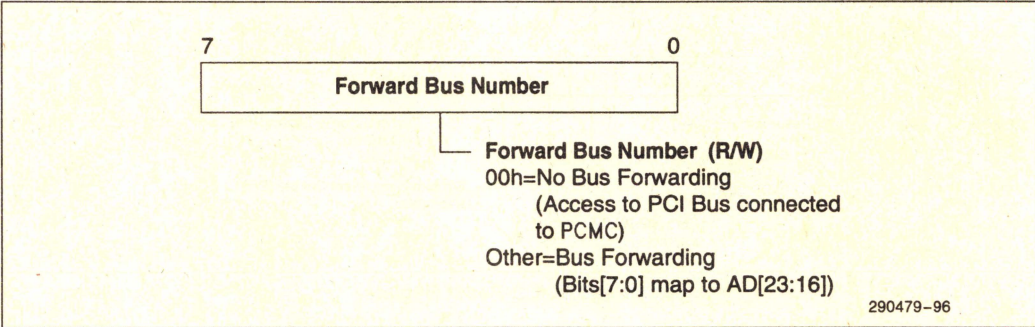 7 0
Forward Bus Number
Forward Bus Number (R/W)
00h=No Bus Forwarding
(Access to PCI Bus connected
to PCMC)
Other=Bus Forwarding
(Bits[7:0] map to AD[23:16])
290479-96